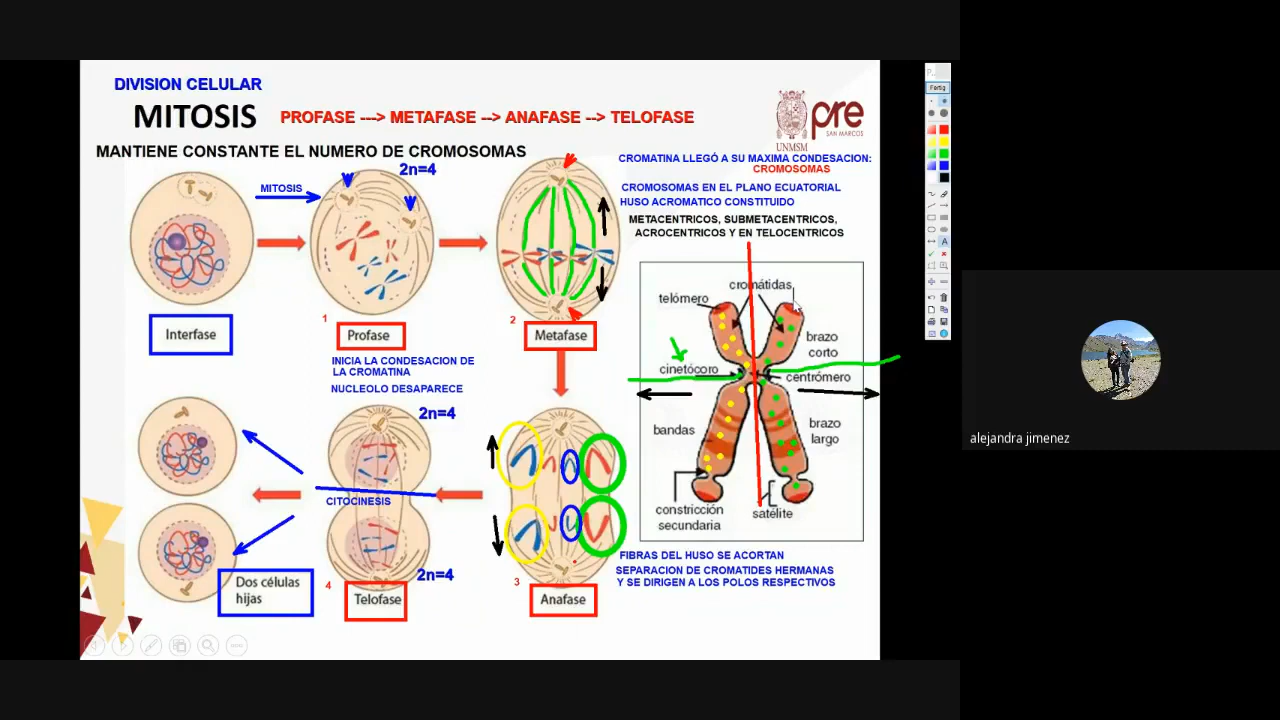 DIVISION CELULAR
MITOSIS
PROFASE ---> METAFASE --> ANAFASE --> TELOFASE
UNMSM
pre
SAN MARCOS
MANTIENE CONSTANTE EL NUMERO DE CROMOSOMAS
MITOSIS
2n=4
CROMATINA LLEGÓ A SU MAXIMA CONDESACION:
CROMOSOMAS
CROMOSOMAS EN EL PLANO ECUATORIAL
HUSO ACROMATICO CONSTITUIDO
METACENTRICOS, SUBMETACENTRICOS,
ACROCENTRICOS Y EN TELOCENTRICOS
Interfase
1
Profase
2
Metafase
INICIA LA CONDESACION DE
LA CROMATINA
NUCLEOLO DESAPARECE
cromátidas
telómero
brazo
corto
cinetócoro
centrómero
bandas
brazo
largo
constricción
secundaria
satélite
2n=4
CITOCINESIS
2n=4
Dos células
hijas
4
Telofase
3
Anafase
FIBRAS DEL HUSO SE ACORTAN
SEPARACION DE CROMATIDES HERMANAS
Y SE DIRIGEN A LOS POLOS RESPECTIVOS
P..
Fertig
A
alejandra jimenez